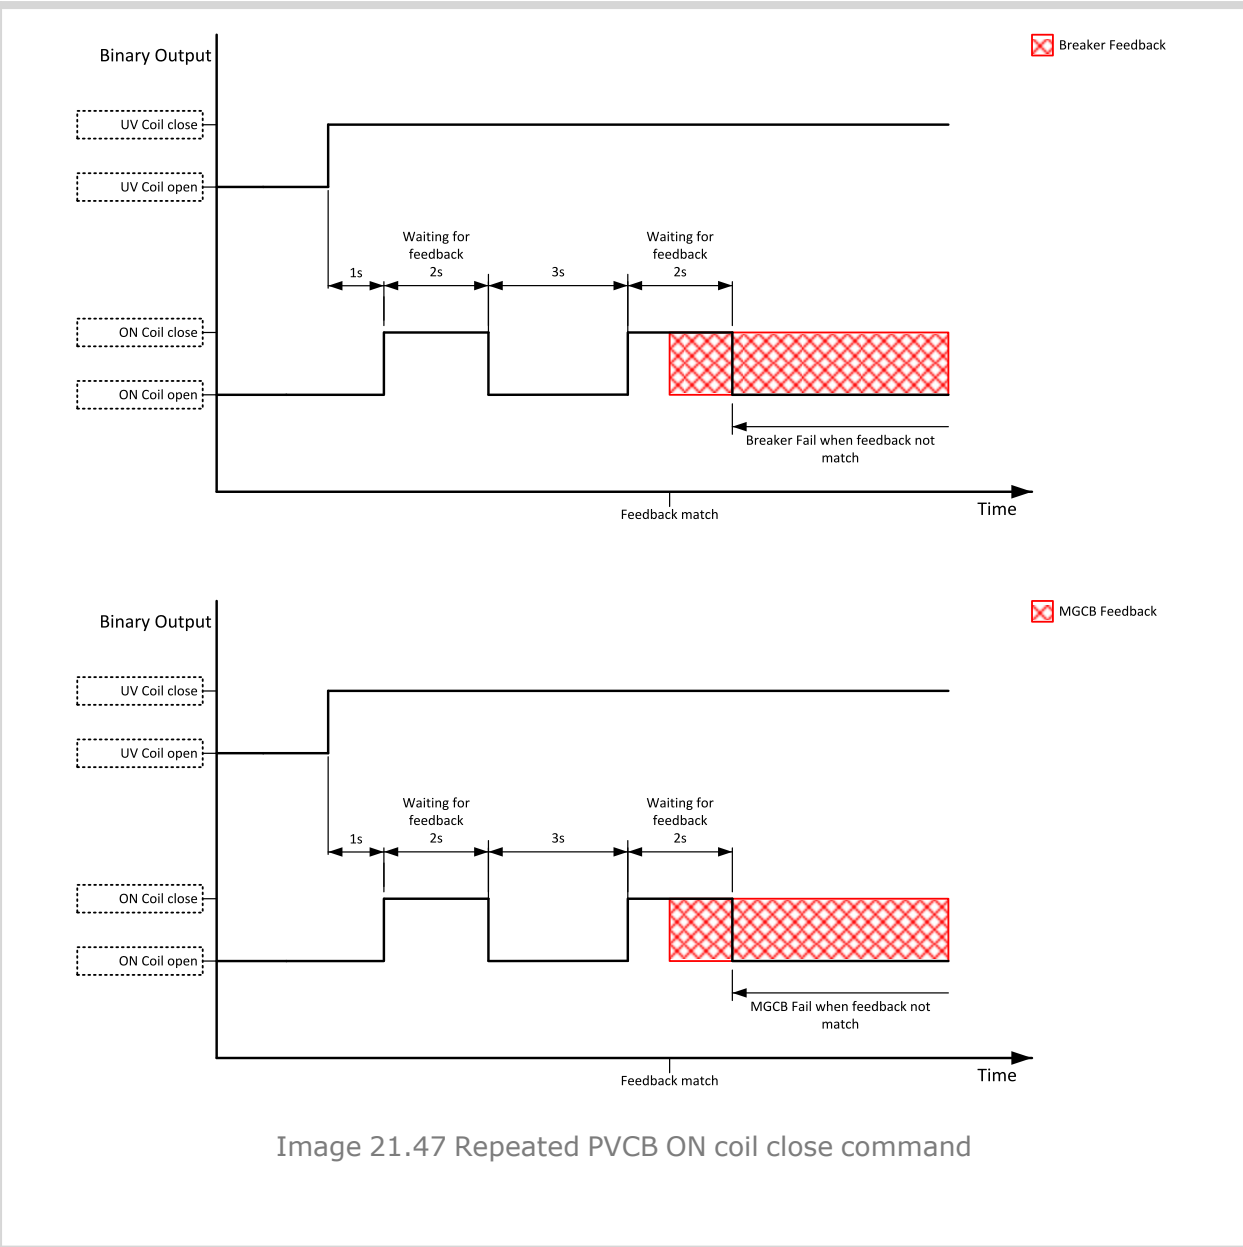 Binary Output
Breaker Feedback
UV Coil close
UV Coil open
Waiting for
feedback
Waiting for
feedback
1s
2s
3s
2s
ON Coil close
ON Coil open
Breaker Fail when feedback not
match
Time
Feedback match
Binary Output
MGCB Feedback
UV Coil close
UV Coil open
Waiting for
feedback
Waiting for
feedback
1s
2s
3s
2s
ON Coil close
ON Coil open
MGCB Fail when feedback not
match
Time
Feedback match
Image 21.47 Repeated PVCB ON coil close command